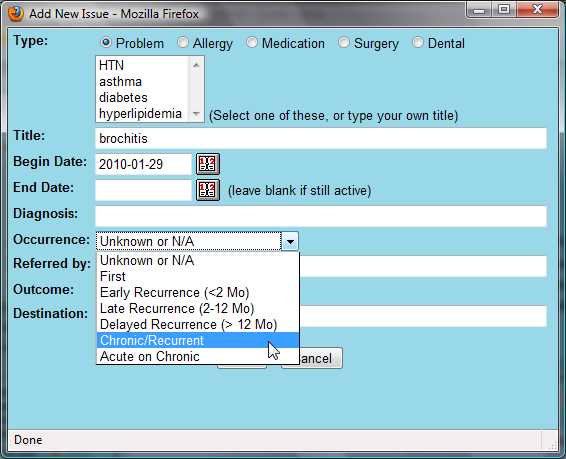 Add New Issue - Mozilla Firefox
Type: Problem Allergy Medication Surgery Dental
HTN
asthma
diabetes
hyperlipidemia (Select one of these, or type your own title)
Title: brochitis
Begin Date: 2010-01-29
End Date: (leave blank if still active)
Diagnosis:
Occurrence: Unknown or N/A
Unknown or N/A
Referred by:
First
Early Recurrence (<2 Mo)
Outcome:
Late Recurrence (2-12 Mo)
Destination:
Delayed Recurrence (> 12 Mo)
Chronic/Recurrent
Acute on Chronic
ancel
Done